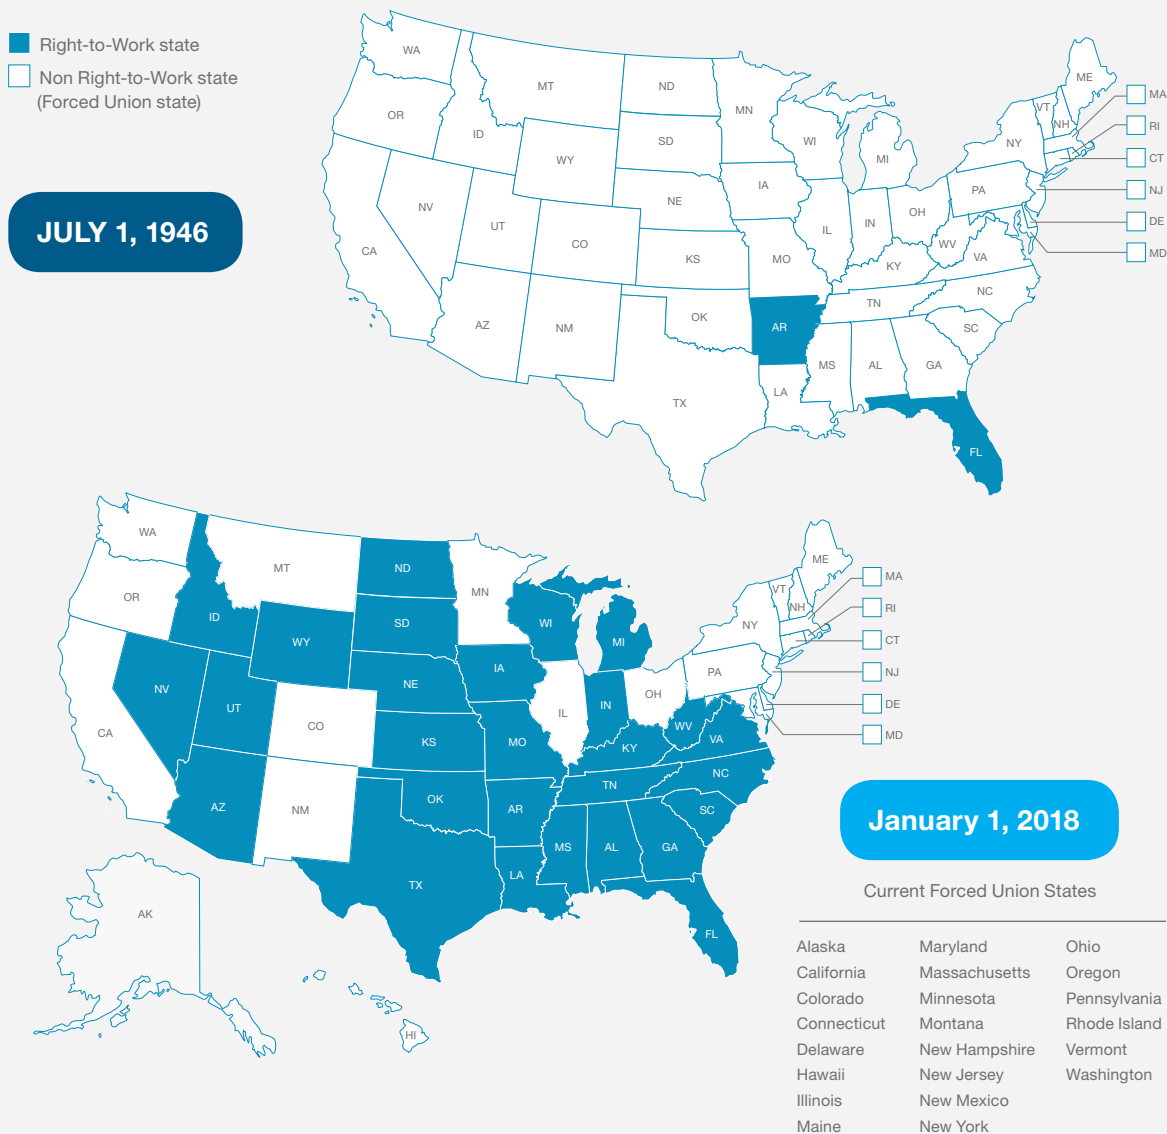 Right-to-Work state
Non Right-to-Work state
(Forced Union state)
JULY 1, 1946
WA
OR
CA
NV
ID
MT
WY
UT
AZ
CO
NM
ND
SD
NE
KS
OK
TX
MN
IA
MO
AR
LA
WI
IL
MI
IN
OH
KY
TN
MS
AL
GA
FL
SC
NC
VA
WV
PA
NY
VT
NH
ME
MA
RI
CT
NJ
DE
MD
WA
OR
CA
NV
ID
MT
WY
UT
AZ
CO
NM
ND
SD
NE
KS
OK
TX
MN
IA
MO
AR
LA
WI
IL
MI
IN
OH
KY
TN
MS
AL
GA
FL
SC
NC
VA
WV
PA
NY
VT
NH
ME
MA
RI
CT
NJ
DE
MD
AK
HI
January 1, 2018
Current Forced Union States
Alaska
California
Colorado
Connecticut
Delaware
Hawaii
Illinois
Maine
Maryland
Massachusetts
Minnesota
Montana
New Hampshire
New Jersey
New Mexico
New York
Ohio
Oregon
Pennsylvania
Rhode Island
Vermont
Washington